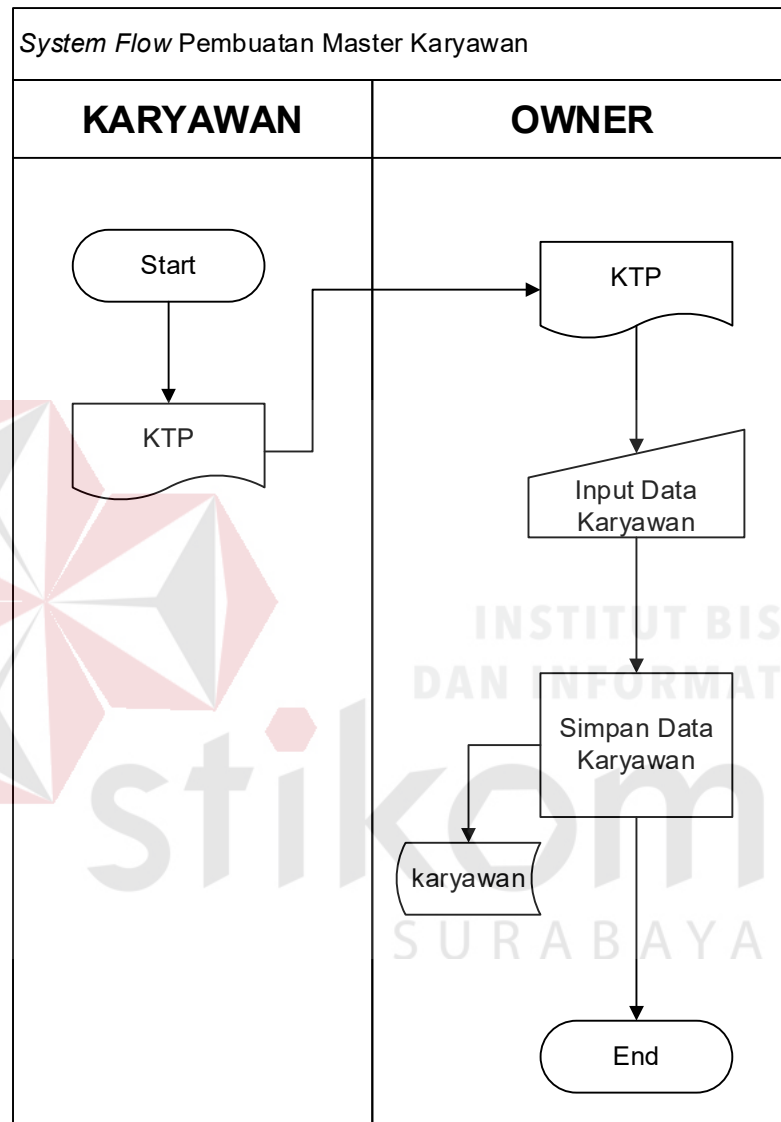 System Flow Pembuatan Master Karyawan
KARYAWAN
OWNER
Start
KTP
KTP
Input Data
Karyawan
INSTITUT BIS
DAN INFORMAT
Simpan Data
Karyawan
stikom
karyawan
SURABAYA
End